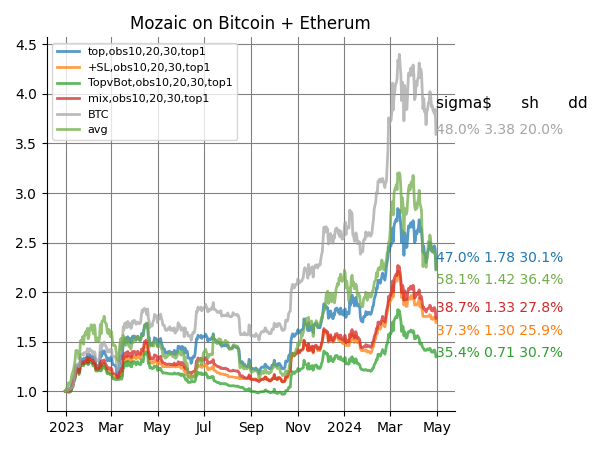 Mozaic on Bitcoin + Etherum
4.5
4.0
3.5
3.0
2.5
2.0
1.5
1.0
top,obs10,20,30,top1
+SL,obs10,20,30,top1
TopvBot,obs10,20,30,top1
mix,obs10,20,30,top1
BTC
avg
sigma$ sh dd
48.0% 3.38 20.0%
47.0% 1.78 30.1%
58.1% 1.42 36.4%
38.7% 1.33 27.8%
37.3% 1.30 25.9%
35.4% 0.71 30.7%
2023 Mar May Jul Sep Nov 2024 Mar May